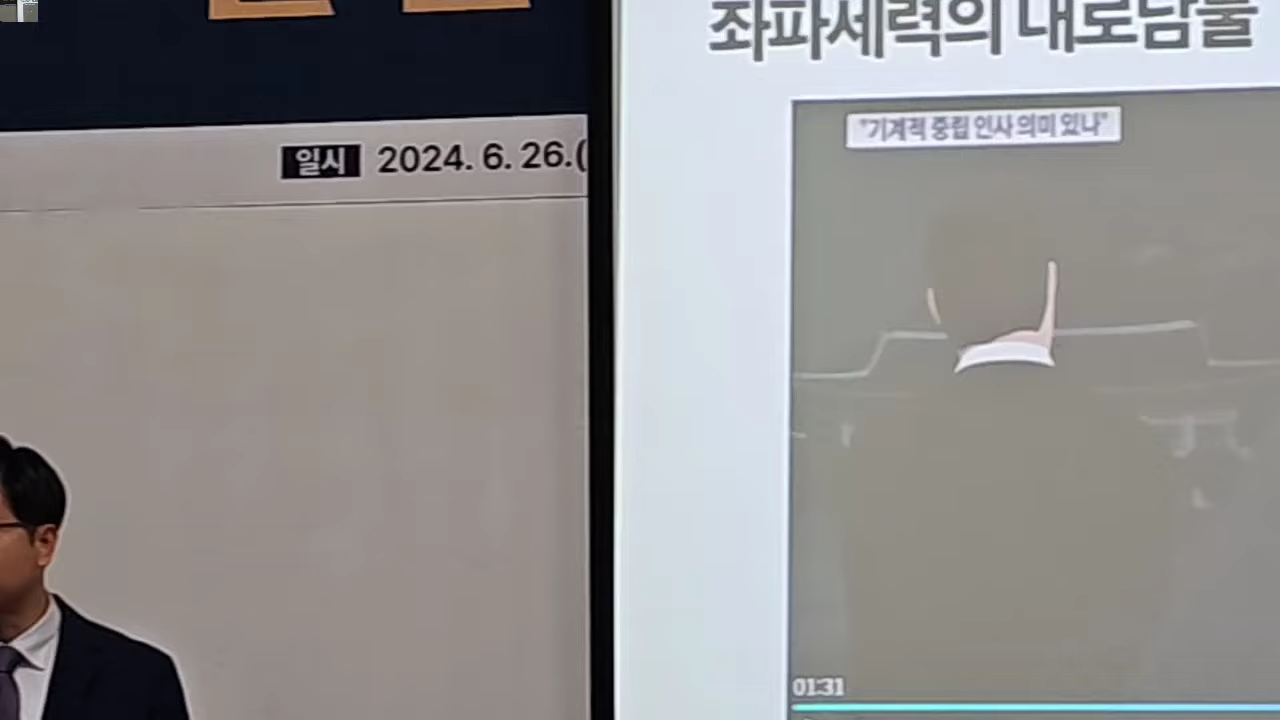 일시 2024. 6. 26.(
좌파세력의 내로남불
"기계적 중립 인사 의미 있나"
01:31